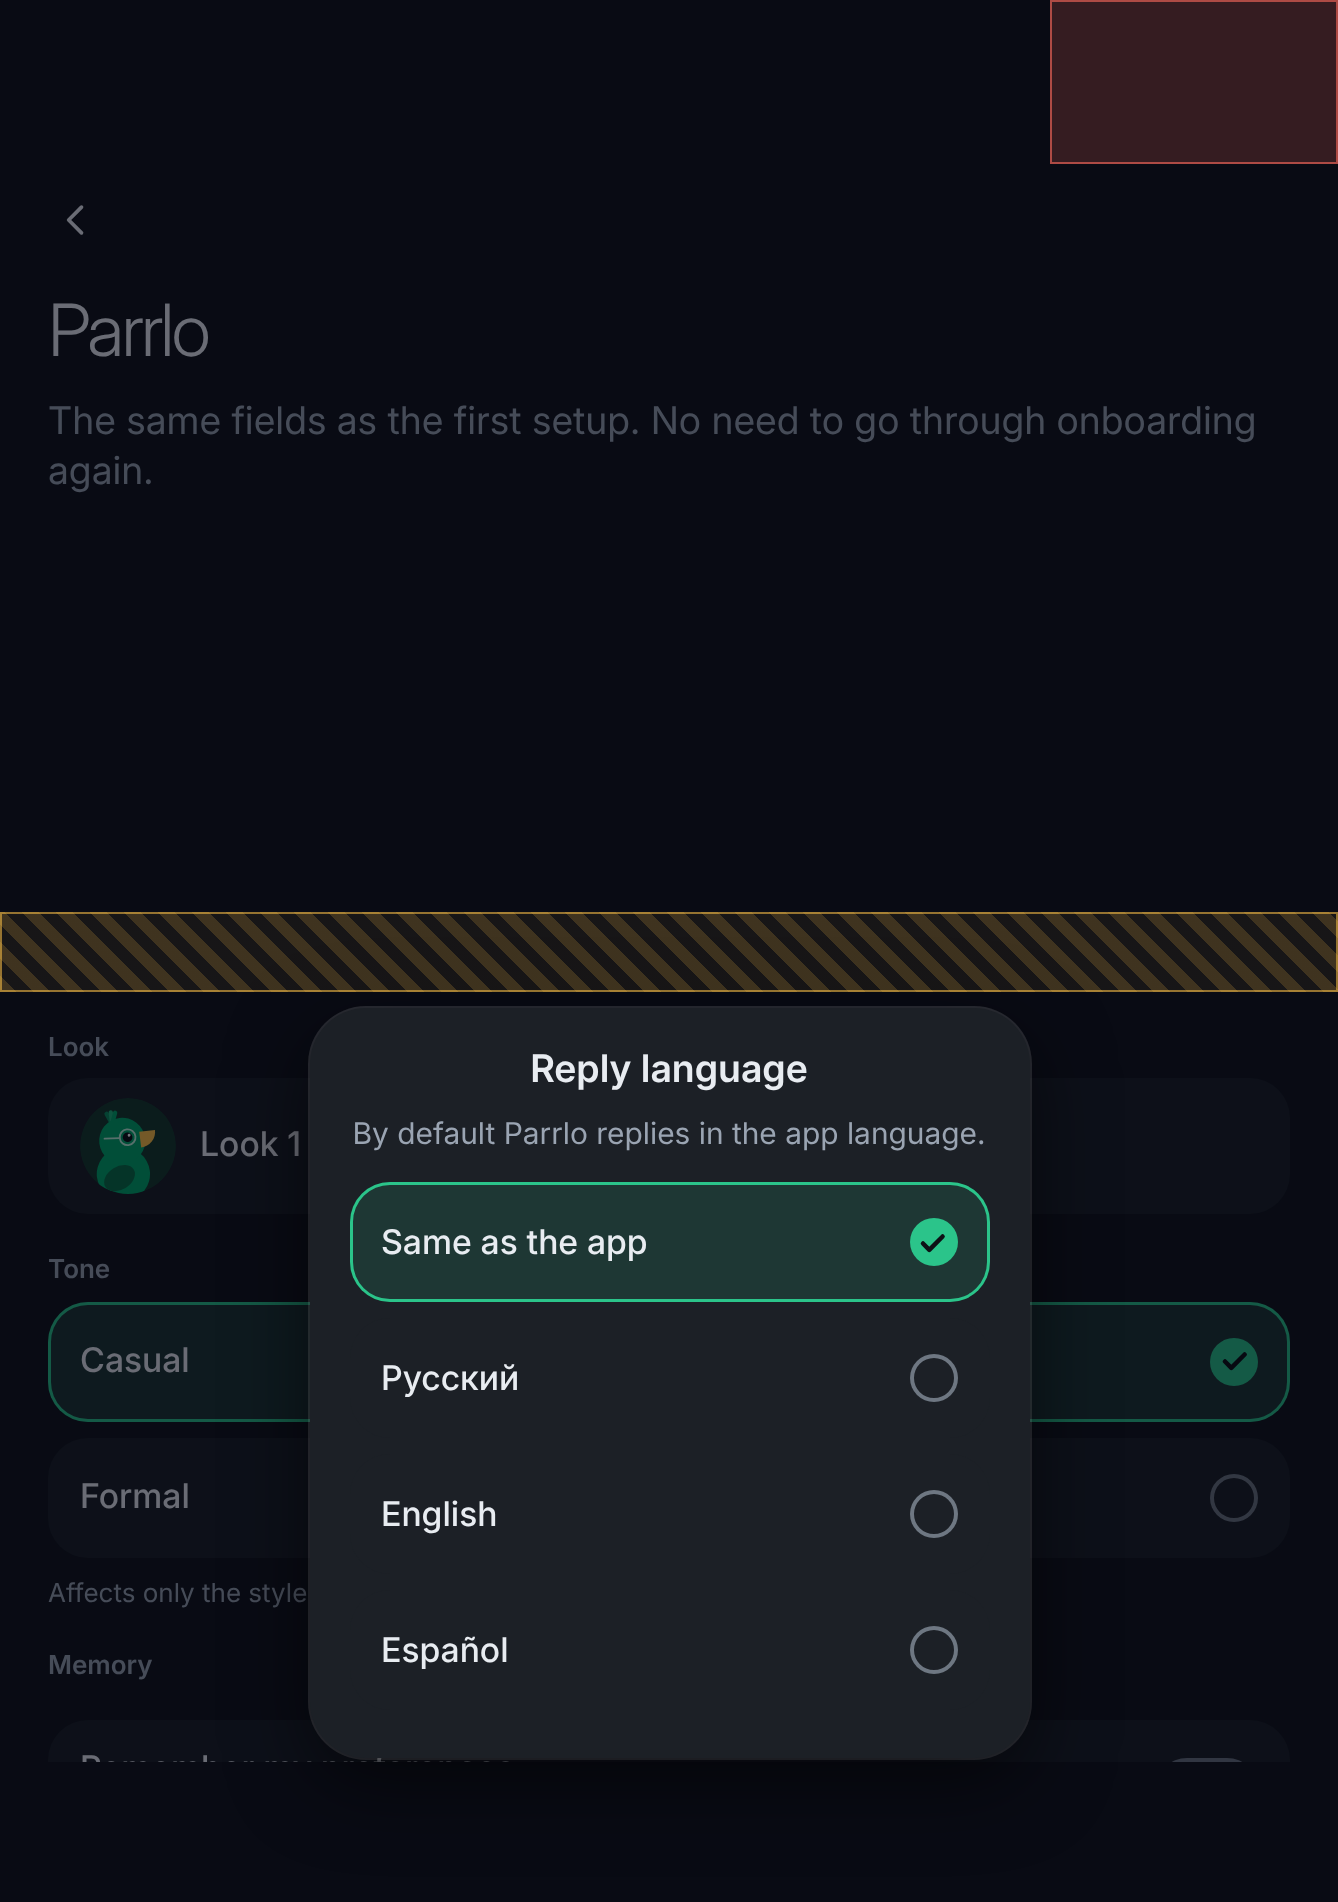 Parrlo
The same fields as the first setup. No need to go through onboarding
again.
Look
Look 1
Tone
Casual
Formal
Affects only the style
Memory
Reply language
By default Parrlo replies in the app language.
Same as the app
Русский
English
Español